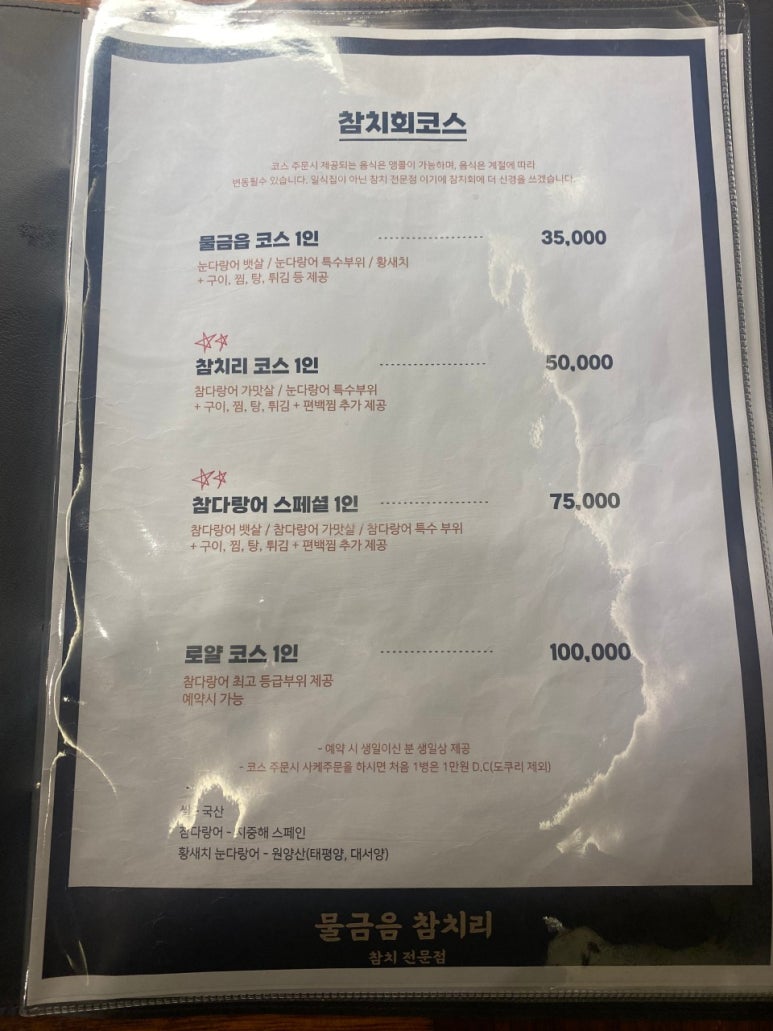 참치회코스
코스 주문시 제공되는 음식은 앵콜이 가능하며, 음식은 계절에 따라
변동될수 있습니다. 일식집이 아닌 참치 전문점 이기에 참치회에 더 신경을 쓰겠습니다.
물금읍 코스 1인 ---------------- 35,000
눈다랑어 뱃살 / 눈다랑어 특수부위 / 황새치
+ 구이, 찜, 탕, 튀김 등 제공
참치리 코스 1인 ---------------- 50,000
참다랑어 가맛살 / 눈다랑어 특수부위
+ 구이, 찜, 탕, 튀김 + 편백찜 추가 제공
참다랑어 스페셜 1인 ---------------- 75,000
참다랑어 뱃살 / 참다랑어 가맛살 / 참다랑어 특수 부위
+ 구이, 찜, 탕, 튀김 + 편백찜 추가 제공
로얄 코스 1인 ---------------- 100,000
참다랑어 최고 등급부위 제공
예약시 가능
- 예약 시 생일이신 분 생일상 제공
- 코스 주문시 사케주문을 하시면 처음 1병은 1만원 D.C(도쿠리 제외)
- 국산
참다랑어 - 지중해 스페인
황새치 눈다랑어 - 원양산(태평양, 대서양)
물금읍 참치리
참치 전문점